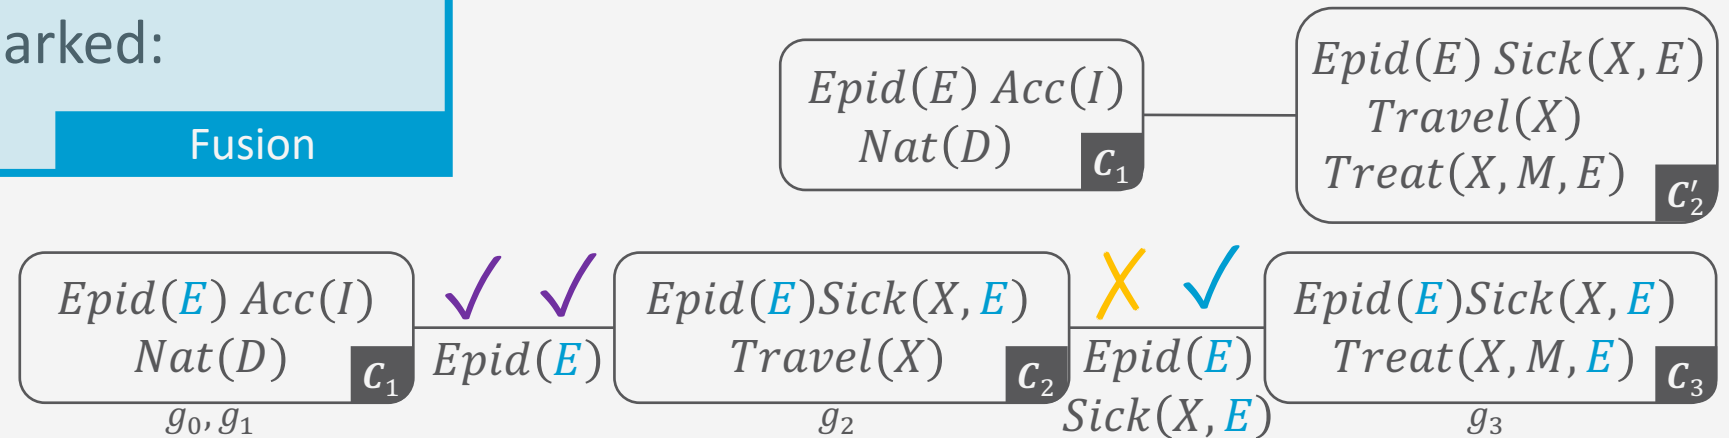 arked:
Fusion
Epid(E) Acc(I)
Nat(D)
C₁
Epid(E) Sick(X, E)
Travel(X)
Treat(X, M, E)
C₂′
Epid(E) Acc(I)
Nat(D)
C₁
g₀, g₁
✓ ✓
Epid(E)
Epid(E)Sick(X, E)
Travel(X)
C₂
g₂
✗ ✓
Epid(E)
Sick(X, E)
Epid(E)Sick(X, E)
Treat(X, M, E)
C₃
g₃